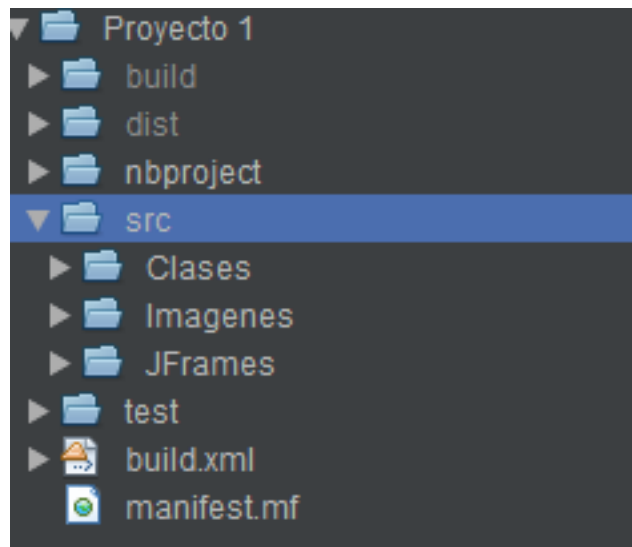 Proyecto 1
build
dist
nbproject
src
Clases
Imagenes
JFrames
test
build.xml
manifest.mf